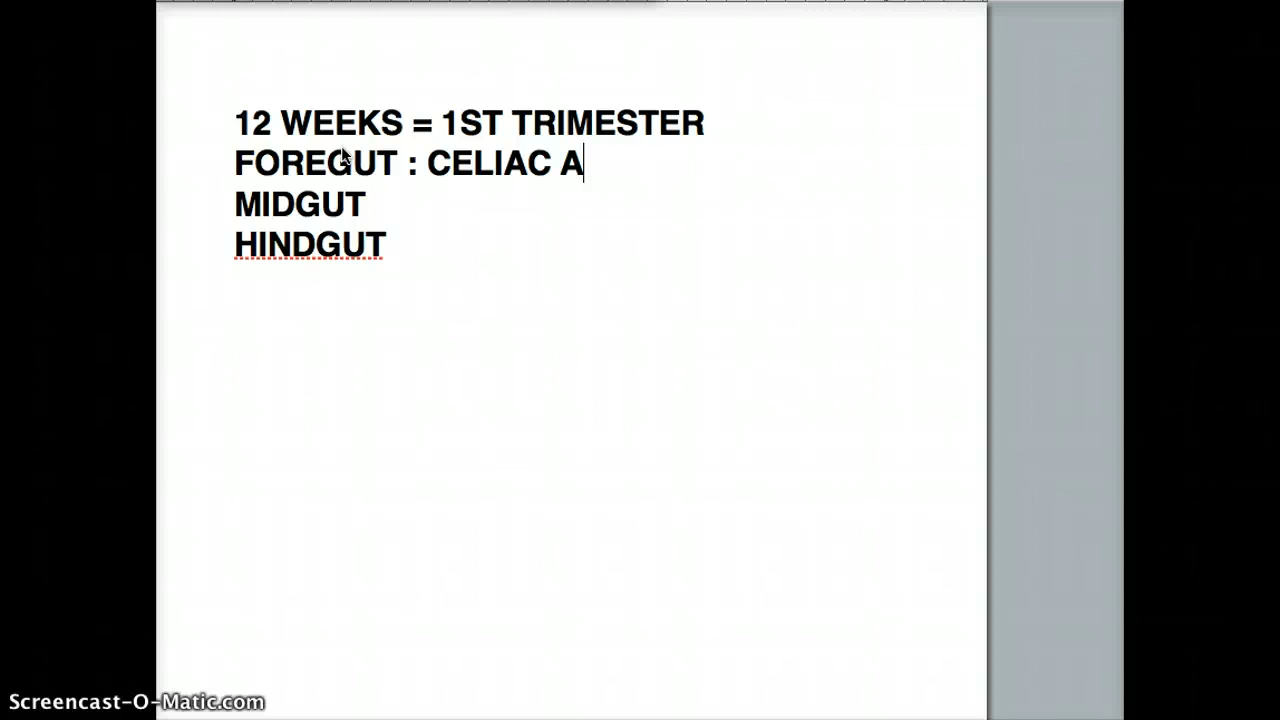 12 WEEKS = 1ST TRIMESTER
FOREGUT : CELIAC A
MIDGUT
HINDGUT
Screencast-O-Matic.com